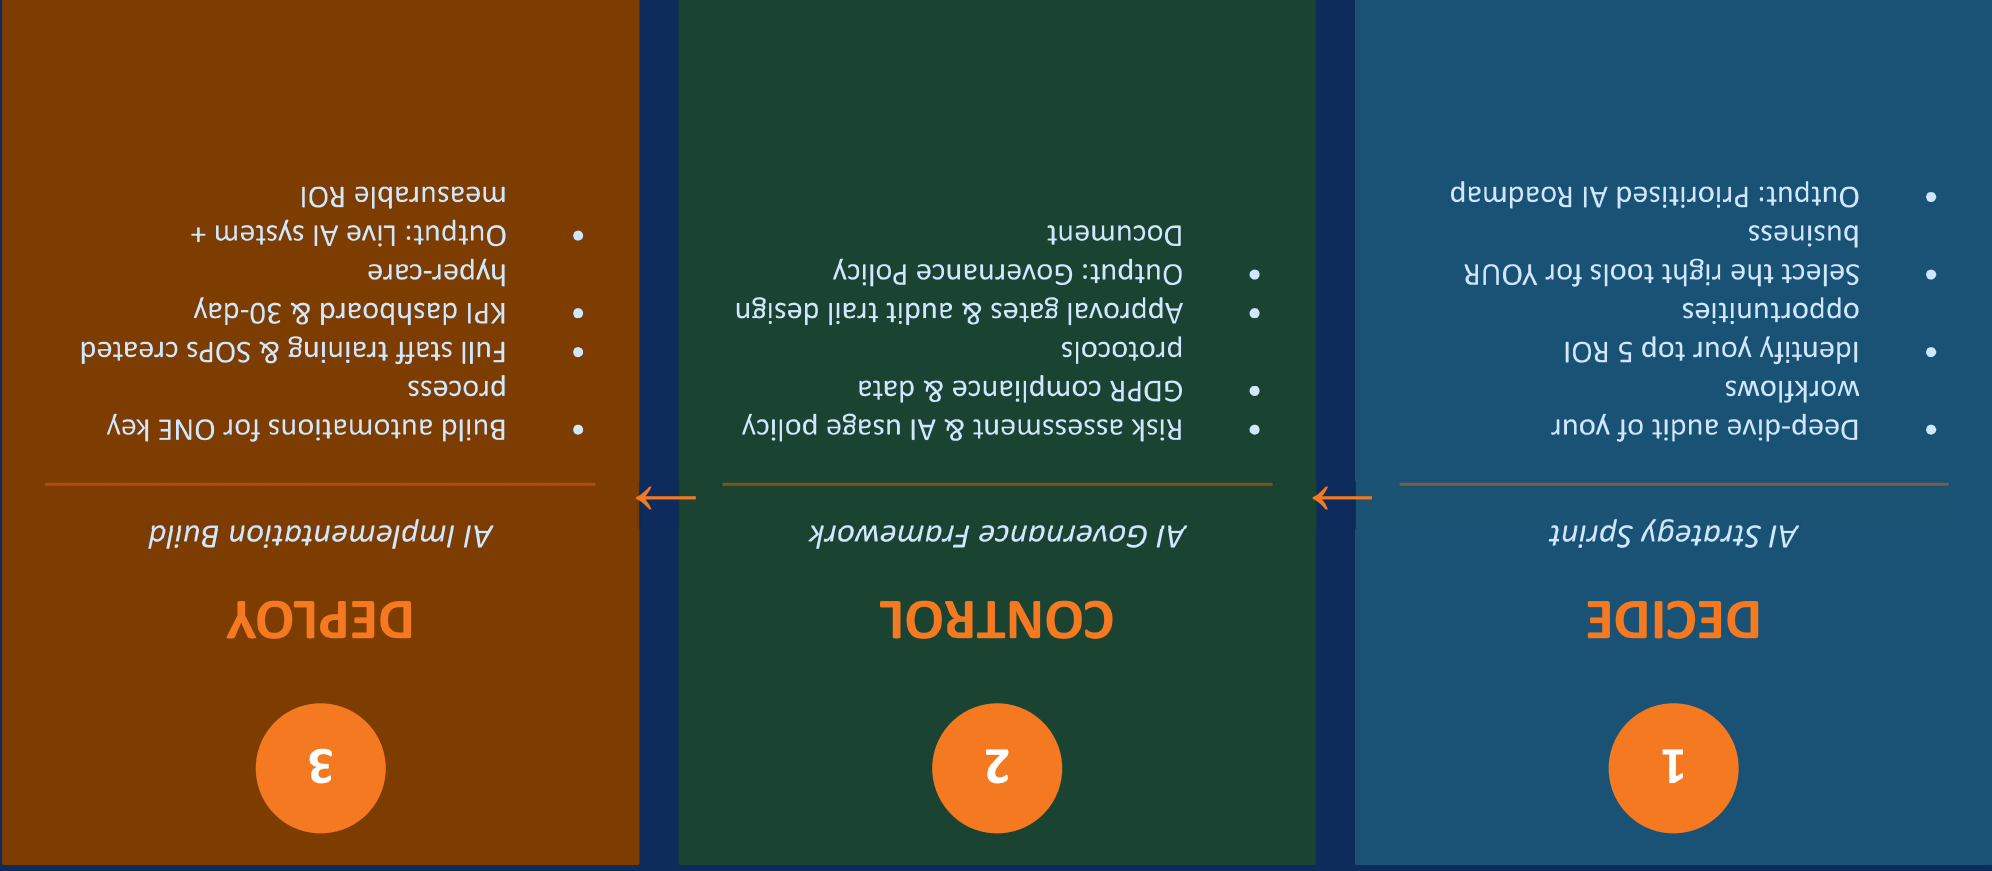 1
DECIDE
AI Strategy Sprint
• Deep-dive audit of your
workflows
• Identify your top 5 ROI
opportunities
• Select the right tools for YOUR
business
• Output: Prioritised AI Roadmap
→
2
CONTROL
AI Governance Framework
• Risk assessment & AI usage policy
• GDPR compliance & data
protocols
• Approval gates & audit trail design
• Output: Governance Policy
Document
→
3
DEPLOY
AI Implementation Build
• Build automations for ONE key
process
• Full staff training & SOPs created
• KPI dashboard & 30-day
hyper-care
• Output: Live AI system +
measurable ROI